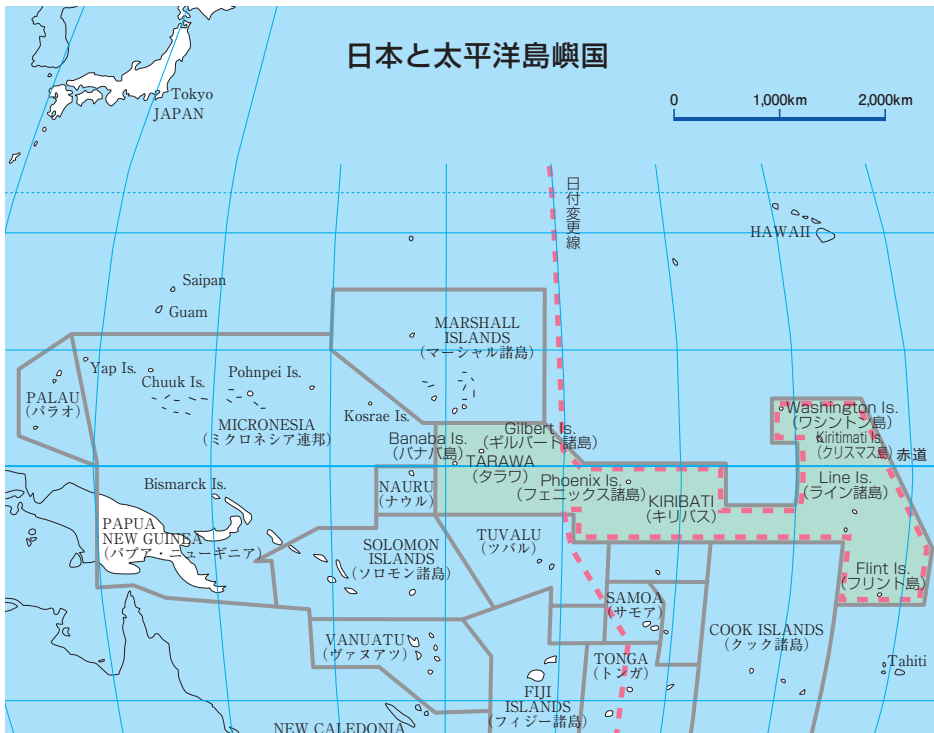 日本と太平洋島嶼国
0
1,000km
2,000km
Tokyo
JAPAN
日付変更線
HAWAII
Saipan
Guam
MARSHALL
ISLANDS
(マーシャル諸島)
Yap Is.
Chuuk Is.
Pohnpei Is.
PALAU
(パラオ)
Kosrae Is.
MICRONESIA
(ミクロネシア連邦)
Washington Is.
(ワシントン島)
Kiritimati Is.
(クリスマス島)
赤道
Banaba Is.
(バナバ島)
Gilbert Is.
(ギルバート諸島)
TARAWA
(タラワ)
Bismarck Is.
NAURU
(ナウル)
Phoenix Is.
(フェニックス諸島)
KIRIBATI
(キリバス)
Line Is.
(ライン諸島)
PAPUA
NEW GUINEA
(パプア・ニューギニア)
SOLOMON
ISLANDS
(ソロモン諸島)
TUVALU
(ツバル)
Flint Is.
(フリント島)
SAMOA
(サモア)
VANUATU
(ヴァヌアツ)
COOK ISLANDS
(クック諸島)
TONGA
(トンガ)
Tahiti
FIJI
ISLANDS
(フィジー諸島)
NEW CALEDONIA